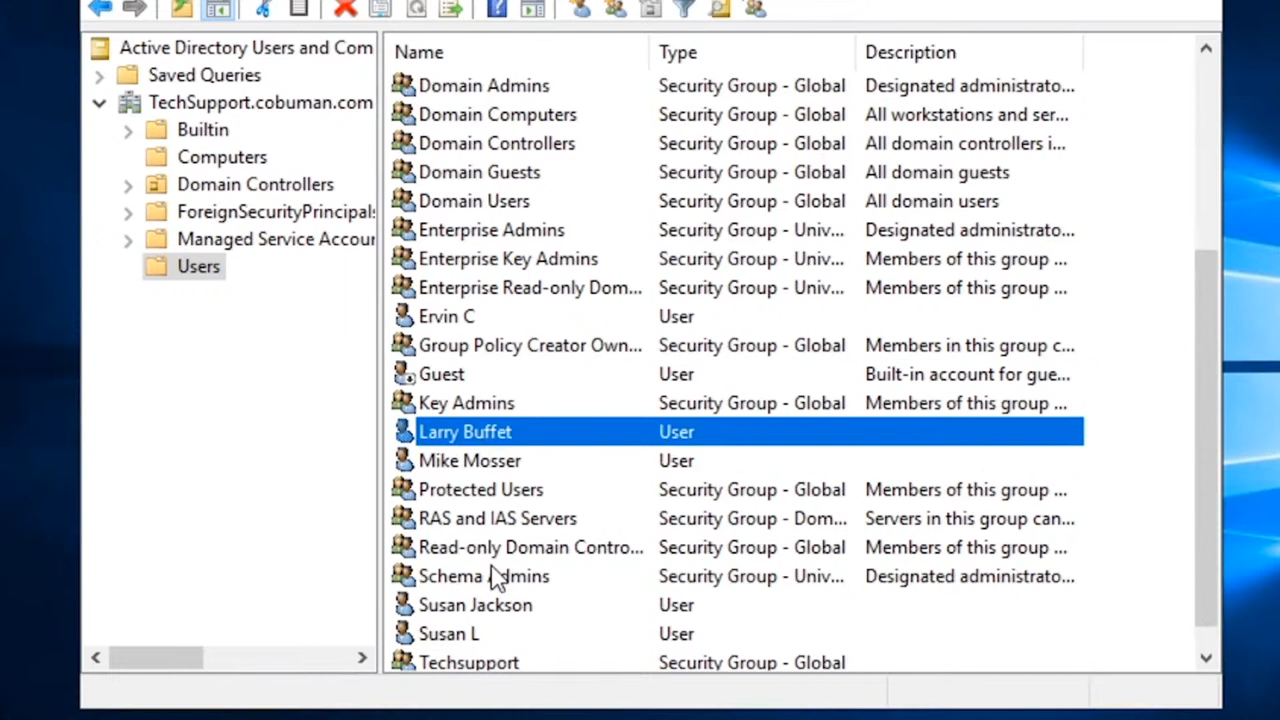 Active Directory Users and Com
Saved Queries
TechSupport.cobuman.com
Builtin
Computers
Domain Controllers
ForeignSecurityPrincipals
Managed Service Accour
Users
Name Type Description
Domain Admins Security Group - Global Designated administrato...
Domain Computers Security Group - Global All workstations and ser...
Domain Controllers Security Group - Global All domain controllers i...
Domain Guests Security Group - Global All domain guests
Domain Users Security Group - Global All domain users
Enterprise Admins Security Group - Univ... Designated administrato...
Enterprise Key Admins Security Group - Univ... Members of this group ...
Enterprise Read-only Dom... Security Group - Univ... Members of this group ...
Ervin C User
Group Policy Creator Own... Security Group - Global Members in this group c...
Guest User Built-in account for gue...
Key Admins Security Group - Global Members of this group ...
Larry Buffet User
Mike Mosser User
Protected Users Security Group - Global Members of this group ...
RAS and IAS Servers Security Group - Dom... Servers in this group can...
Read-only Domain Contro... Security Group - Global Members of this group ...
Schema Admins Security Group - Univ... Designated administrato...
Susan Jackson User
Susan L User
Techsupport Security Group - Global